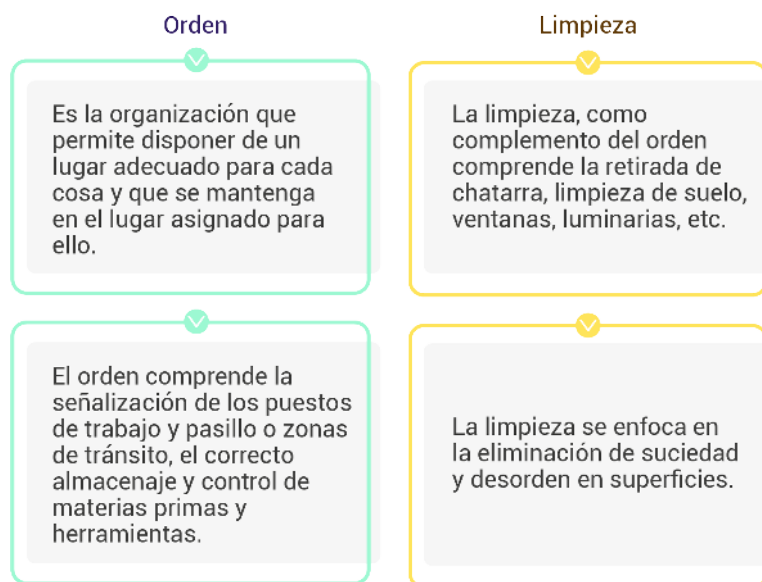 Orden
Es la organización que
permite disponer de un
lugar adecuado para cada
cosa y que se mantenga
en el lugar asignado para
ello.
El orden comprende la
señalización de los puestos
de trabajo y pasillo o zonas
de tránsito, el correcto
almacenaje y control de
materias primas y
herramientas.
Limpieza
La limpieza, como
complemento del orden
comprende la retirada de
chatarra, limpieza de suelo,
ventanas, luminarias, etc.
La limpieza se enfoca en
la eliminación de suciedad
y desorden en superficies.